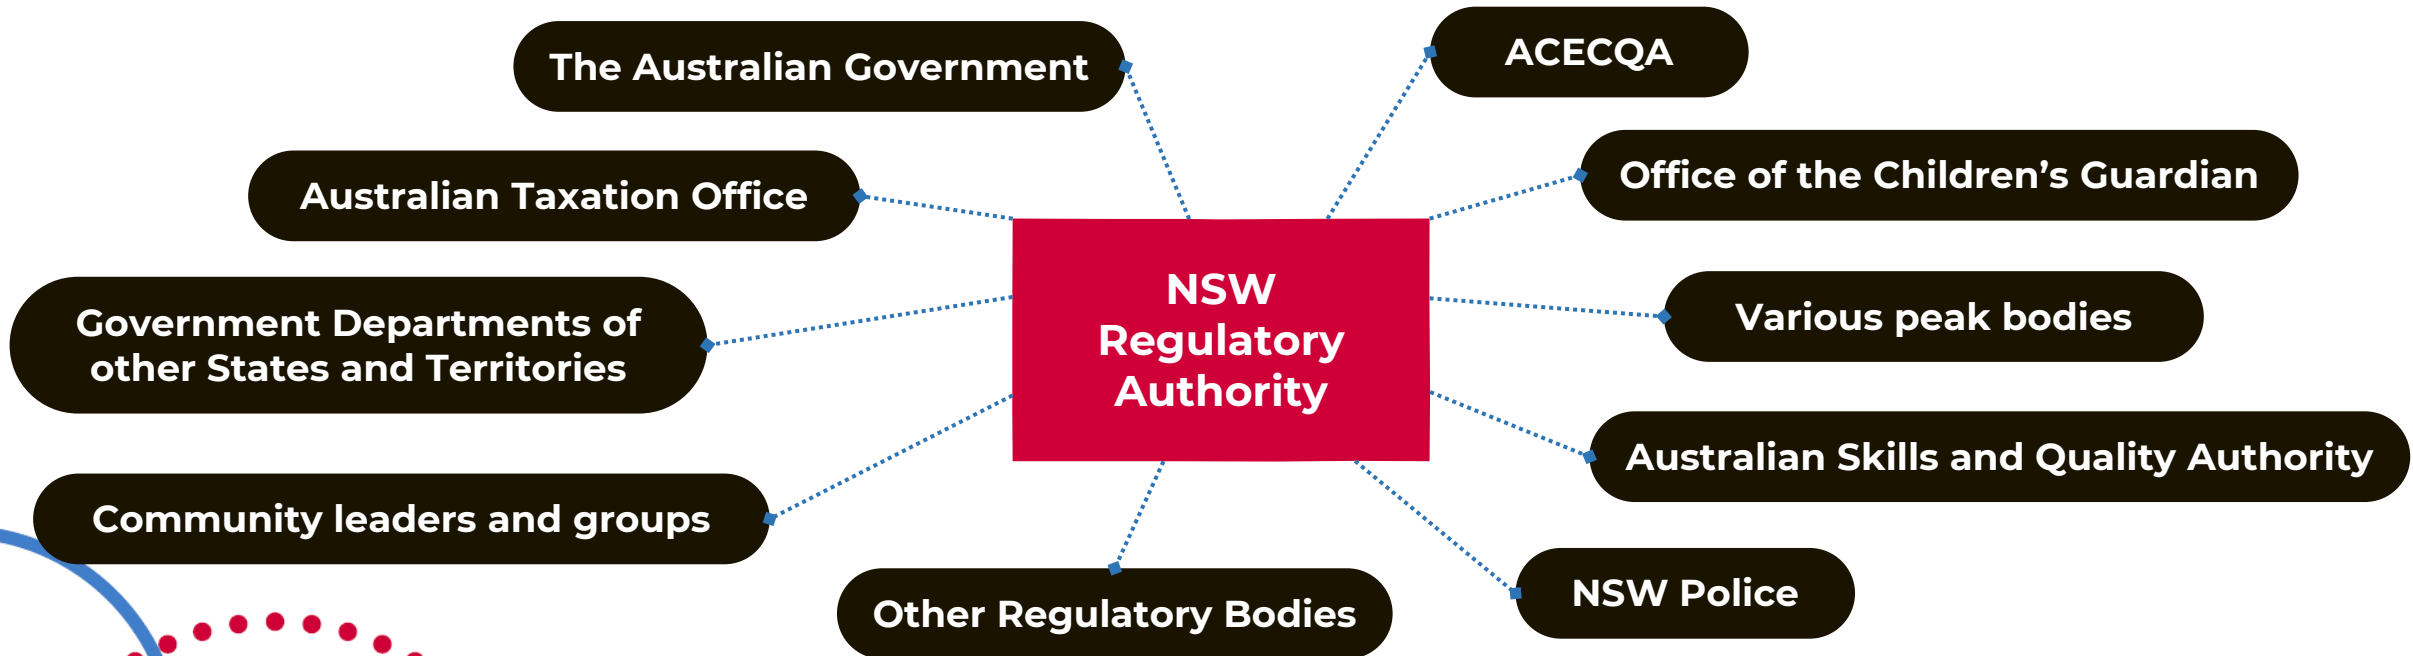 The Australian Government
ACECQA
Australian Taxation Office
Office of the Children’s Guardian
Government Departments of
other States and Territories
NSW
Regulatory
Authority
Various peak bodies
Australian Skills and Quality Authority
Community leaders and groups
Other Regulatory Bodies
NSW Police